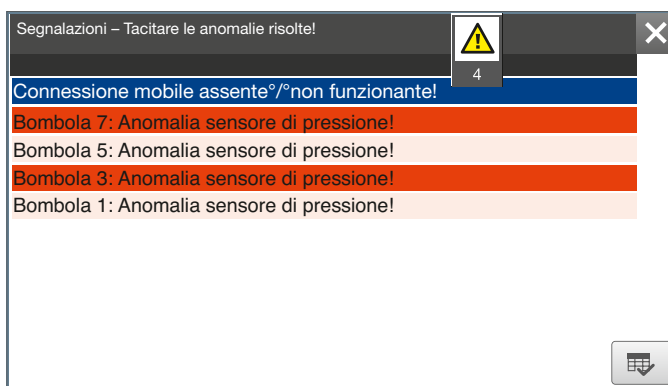 Segnalazioni – Tacitare le anomalie risolte!
4
Connessione mobile assente°/°non funzionante!
Bombola 7: Anomalia sensore di pressione!
Bombola 5: Anomalia sensore di pressione!
Bombola 3: Anomalia sensore di pressione!
Bombola 1: Anomalia sensore di pressione!